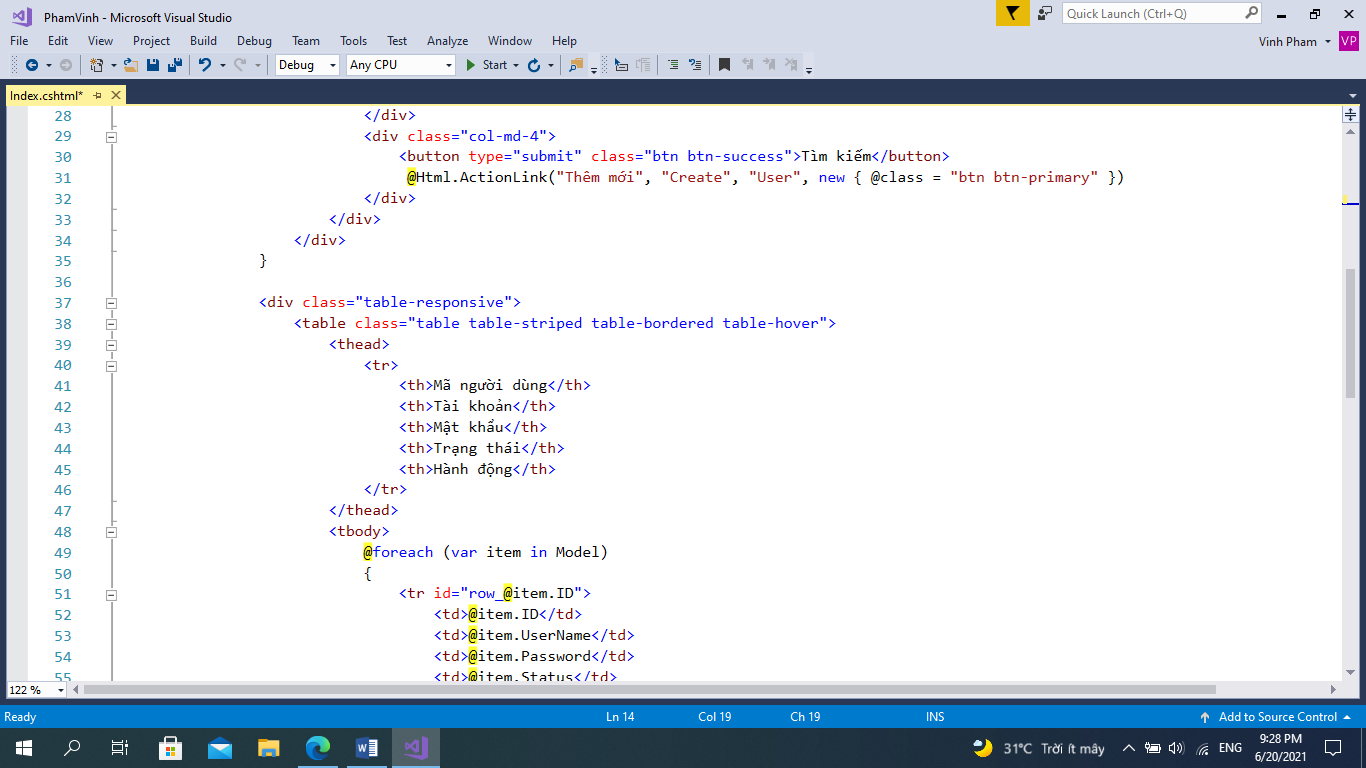 PhamVinh - Microsoft Visual Studio
Quick Launch (Ctrl+Q)
File Edit View Project Build Debug Team Tools Test Analyze Window Help
Vinh Pham VP
Debug Any CPU Start
Index.cshtml*
28 </div>
29 <div class="col-md-4">
30 <button type="submit" class="btn btn-success">Tìm kiếm</button>
31 @Html.ActionLink("Thêm mới", "Create", "User", new { @class = "btn btn-primary" })
32 </div>
33 </div>
34 </div>
35 }
36
37 <div class="table-responsive">
38 <table class="table table-striped table-bordered table-hover">
39 <thead>
40 <tr>
41 <th>Mã người dùng</th>
42 <th>Tài khoản</th>
43 <th>Mật khẩu</th>
44 <th>Trạng thái</th>
45 <th>Hành động</th>
46 </tr>
47 </thead>
48 <tbody>
49 @foreach (var item in Model)
50 {
51 <tr id="row_@item.ID">
52 <td>@item.ID</td>
53 <td>@item.UserName</td>
54 <td>@item.Password</td>
55 <td>@item.Status</td>
122 %
Ready Ln 14 Col 19 Ch 19 INS Add to Source Control
31°C Trời ít mây ENG 9:28 PM
6/20/2021